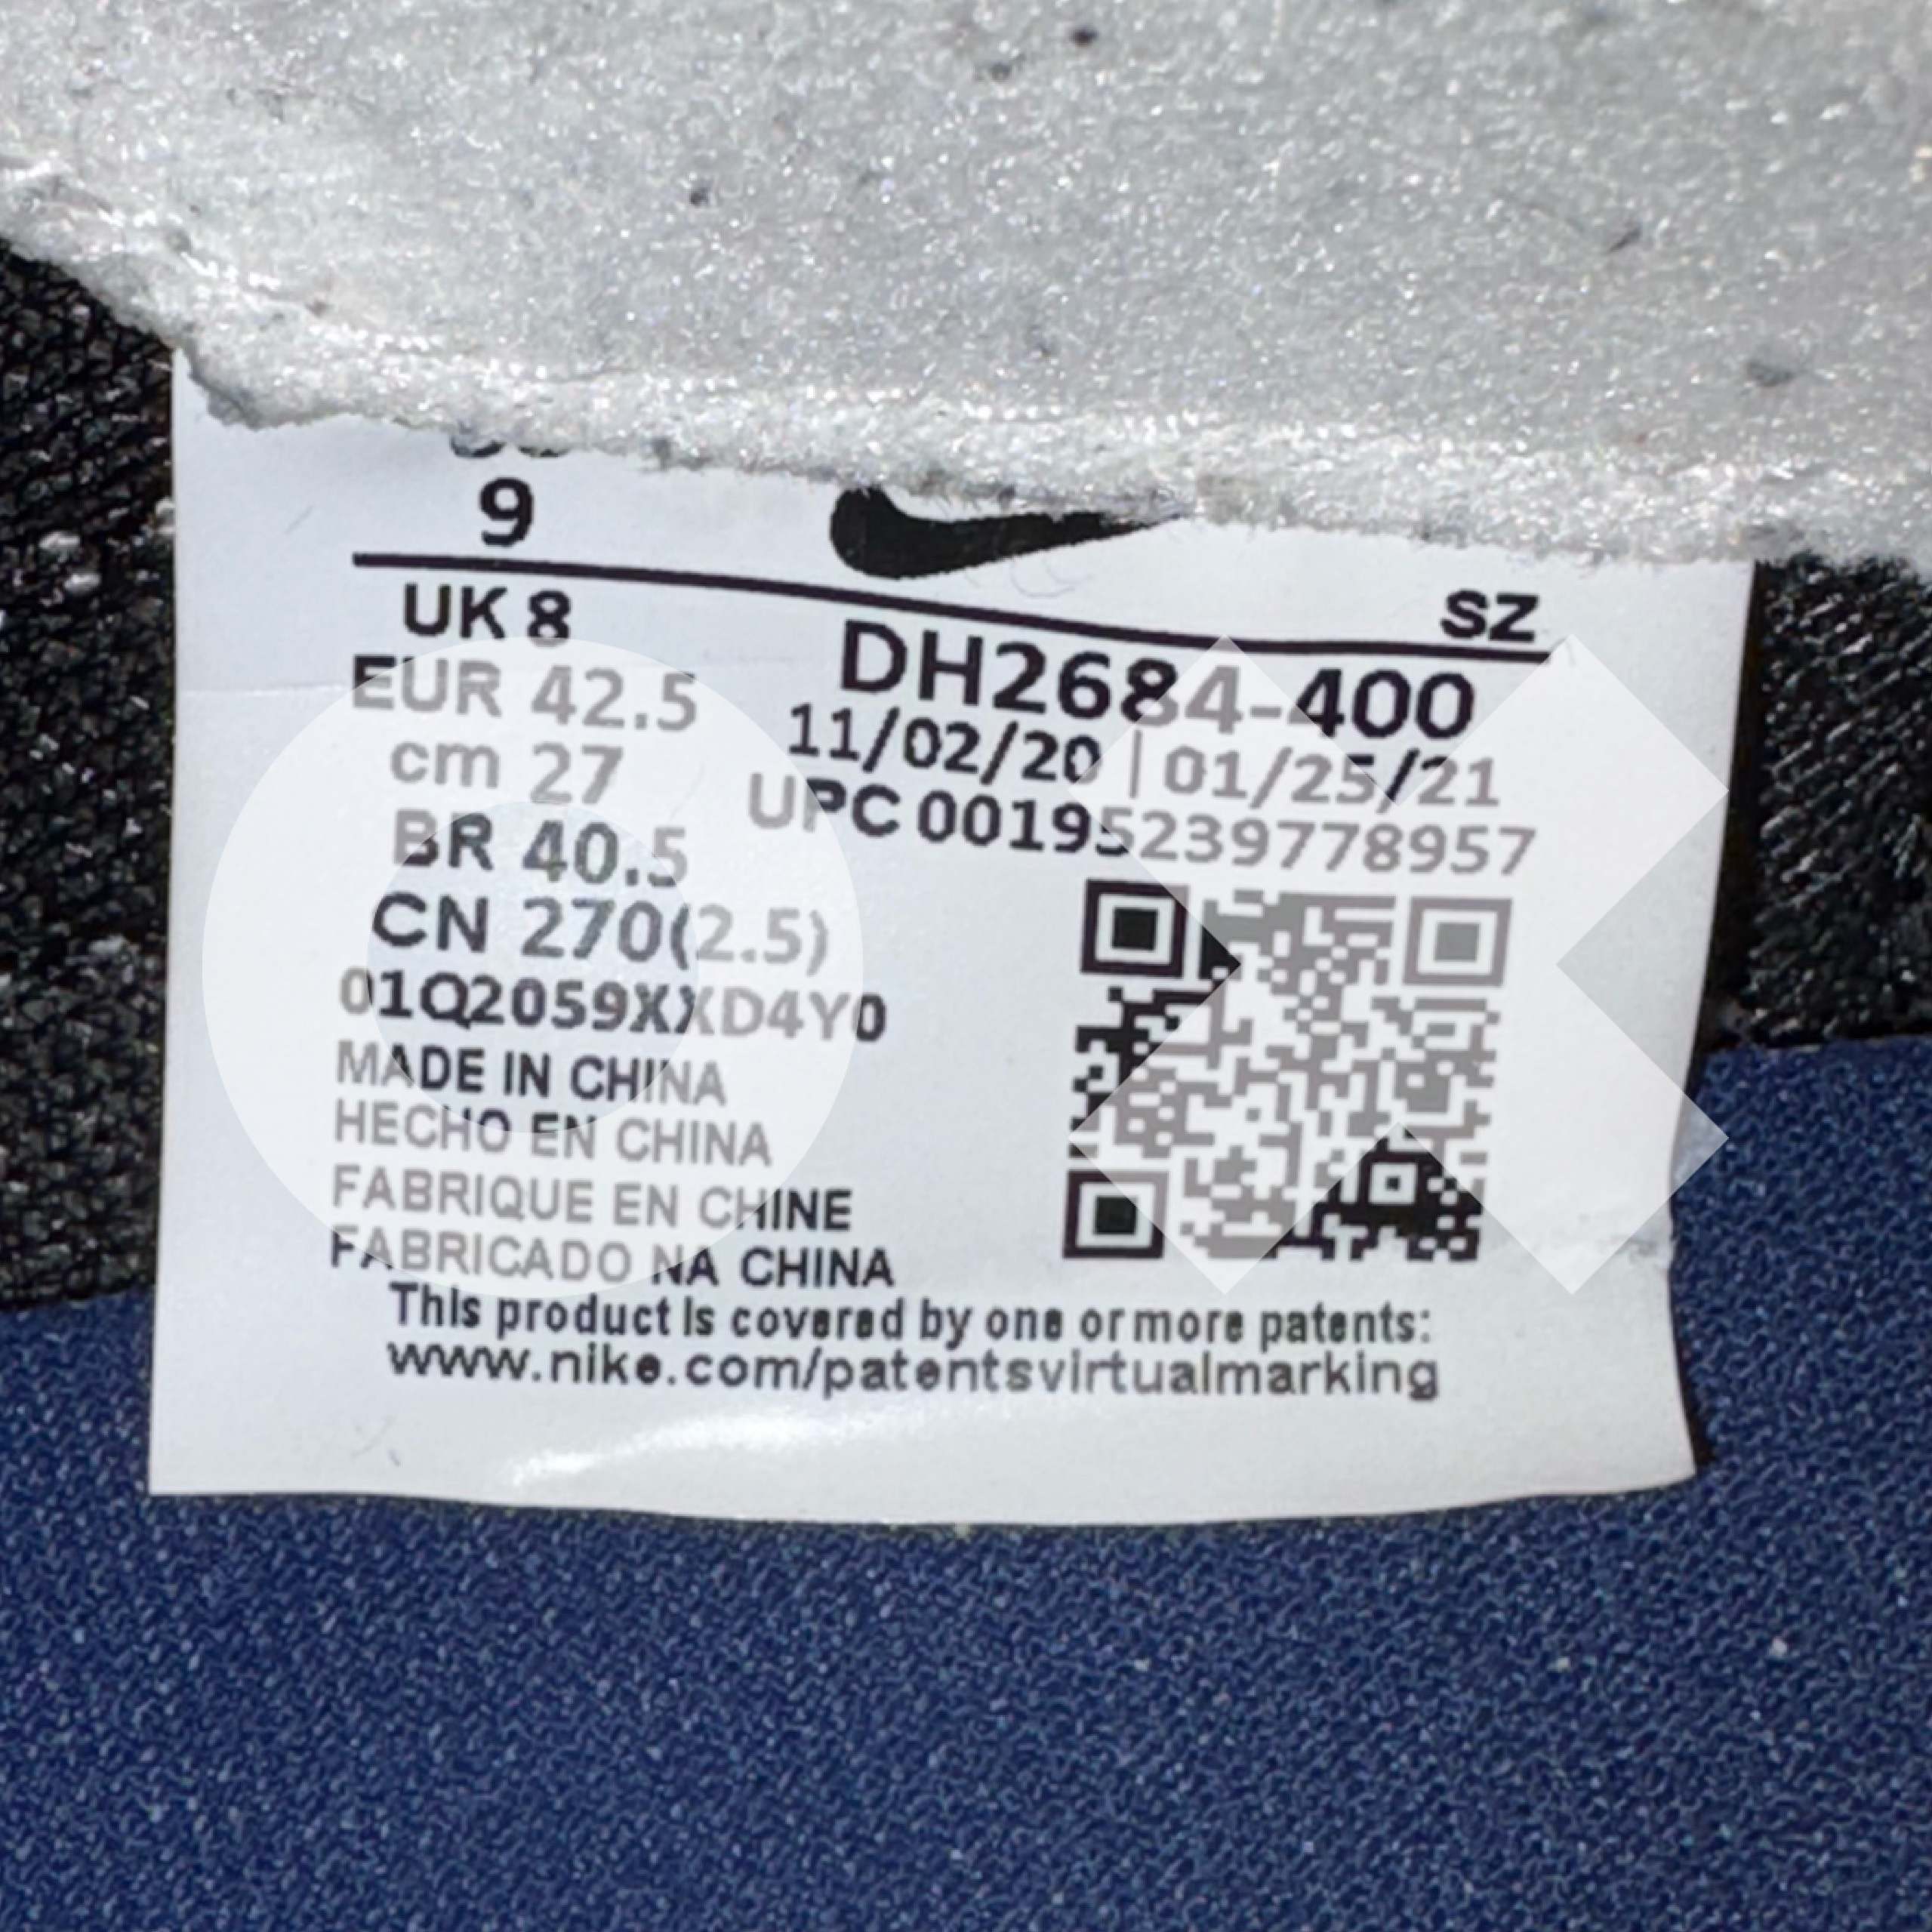 9
SZ
UK 8
EUR 42.5
cm 27
BR 40.5
CN 270(2.5)
01Q2059XXD4Y0
MADE IN CHINA
HECHO EN CHINA
FABRIQUE EN CHINE
FABRICADO NA CHINA
DH2684-400
11/02/20 | 01/25/21
UPC 00195239778957
This product is covered by one or more patents:
www.nike.com/patentsvirtualmarking